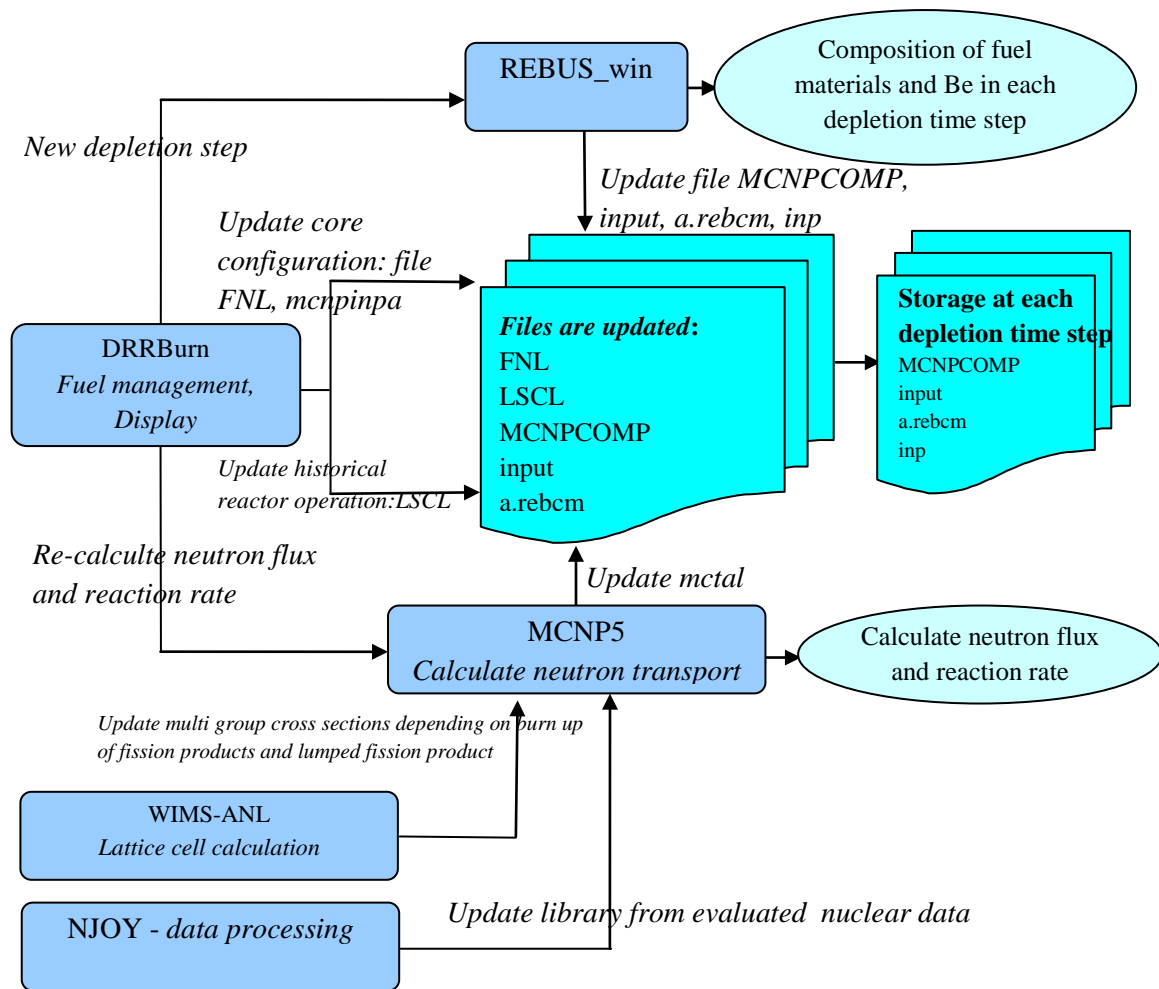 REBUS_win
Composition of fuel
materials and Be in each
depletion time step
New depletion step
Update file MCNPCOMP,
input, a.rebcm, inp
Update core
configuration: file
FNL, mcnpinpa
DRRBurn
Fuel management,
Display
Files are updated:
FNL
LSCL
MCNPCOMP
input
a.rebcm
Storage at each
depletion time step
MCNPCOMP
input
a.rebcm
inp
Update historical
reactor operation:LSCL
Re-calculte neutron flux
and reaction rate
Update mctal
MCNP5
Calculate neutron transport
Calculate neutron flux
and reaction rate
Update multi group cross sections depending on burn up
of fission products and lumped fission product
WIMS-ANL
Lattice cell calculation
Update library from evaluated nuclear data
NJOY - data processing